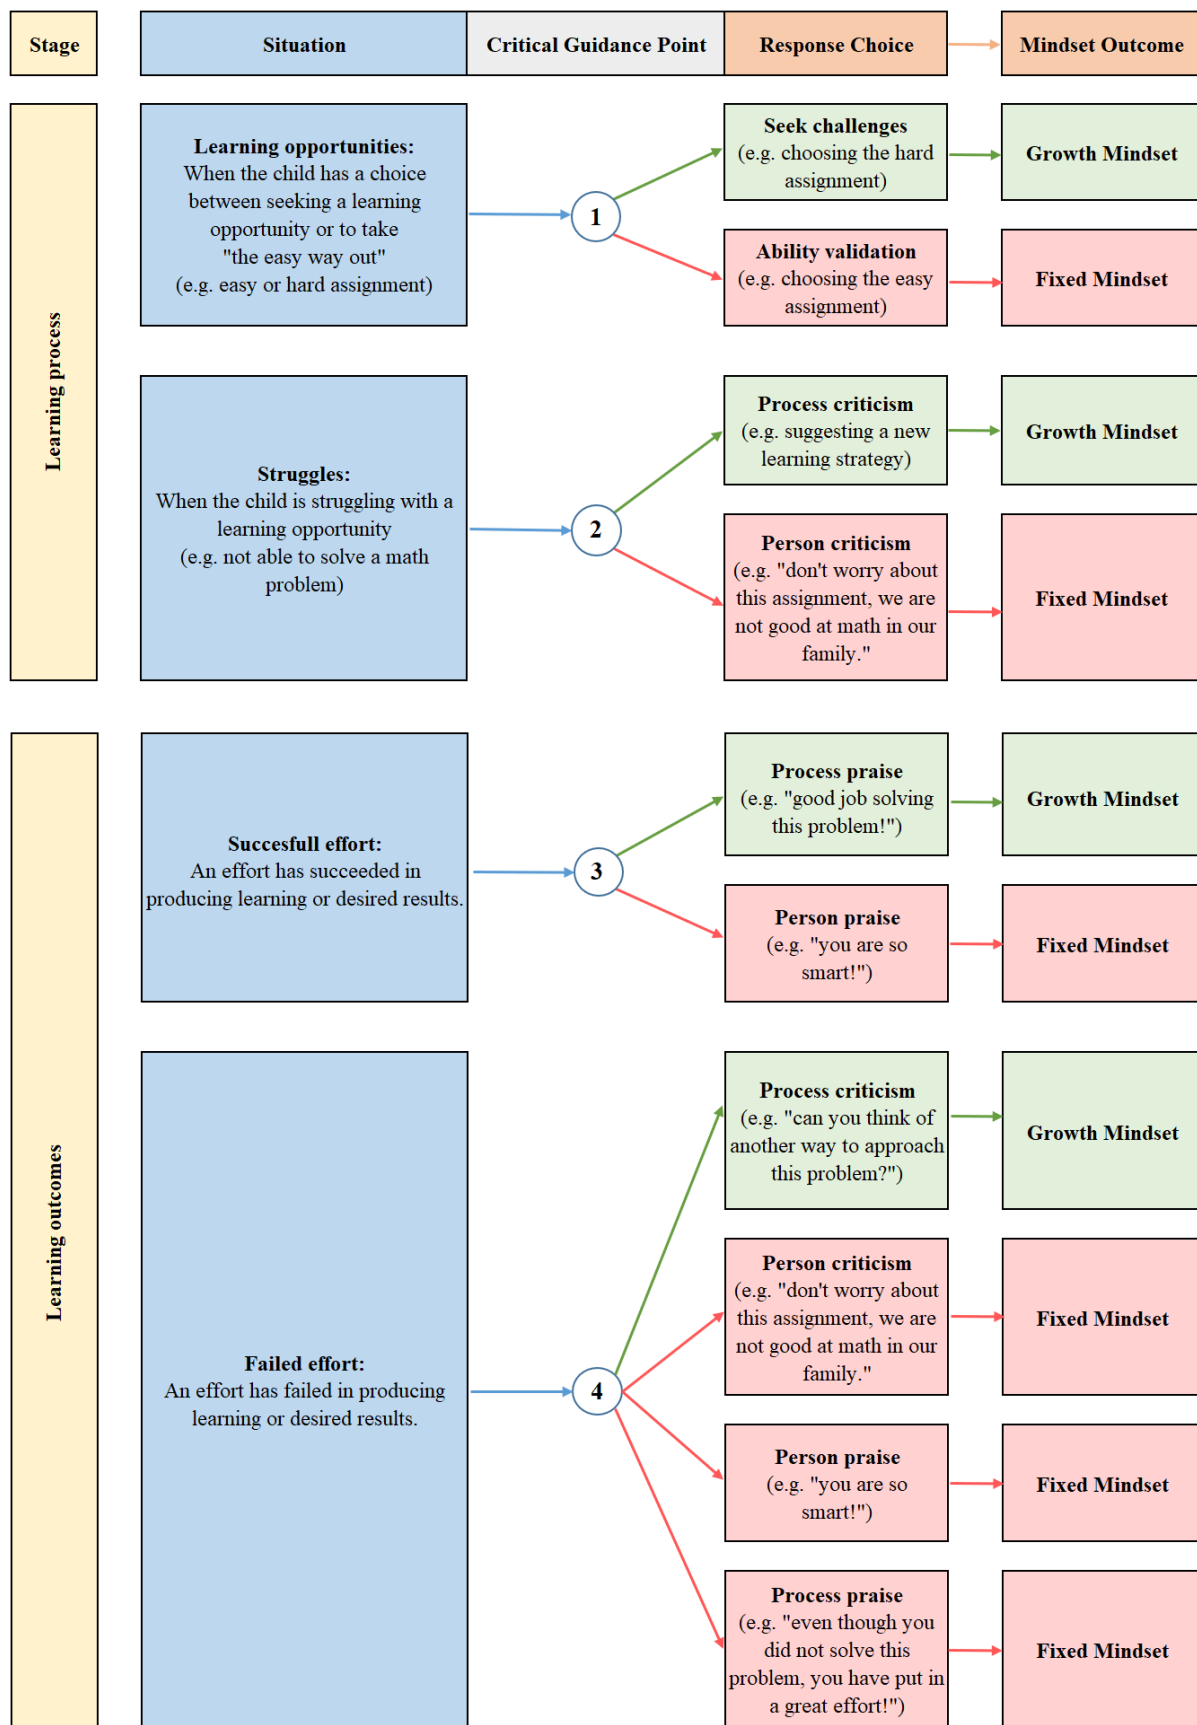 Stage
Situation
Critical Guidance Point
Response Choice
Mindset Outcome
Learning process
Learning opportunities:
When the child has a choice
between seeking a learning
opportunity or to take
"the easy way out"
(e.g. easy or hard assignment)
1
Seek challenges
(e.g. choosing the hard
assignment)
Growth Mindset
Ability validation
(e.g. choosing the easy
assignment)
Fixed Mindset
Struggles:
When the child is struggling with a
learning opportunity
(e.g. not able to solve a math
problem)
2
Process criticism
(e.g. suggesting a new
learning strategy)
Growth Mindset
Person criticism
(e.g. "don't worry about
this assignment, we are
not good at math in our
family."
Fixed Mindset
Learning outcomes
Succesfull effort:
An effort has succeeded in
producing learning or desired results.
3
Process praise
(e.g. "good job solving
this problem!")
Growth Mindset
Person praise
(e.g. "you are so
smart!")
Fixed Mindset
Failed effort:
An effort has failed in producing
learning or desired results.
4
Process criticism
(e.g. "can you think of
another way to approach
this problem?")
Growth Mindset
Person criticism
(e.g. "don't worry about
this assignment, we are
not good at math in our
family."
Fixed Mindset
Person praise
(e.g. "you are so
smart!")
Fixed Mindset
Process praise
(e.g. "even though you
did not solve this
problem, you have put in
a great effort!")
Fixed Mindset